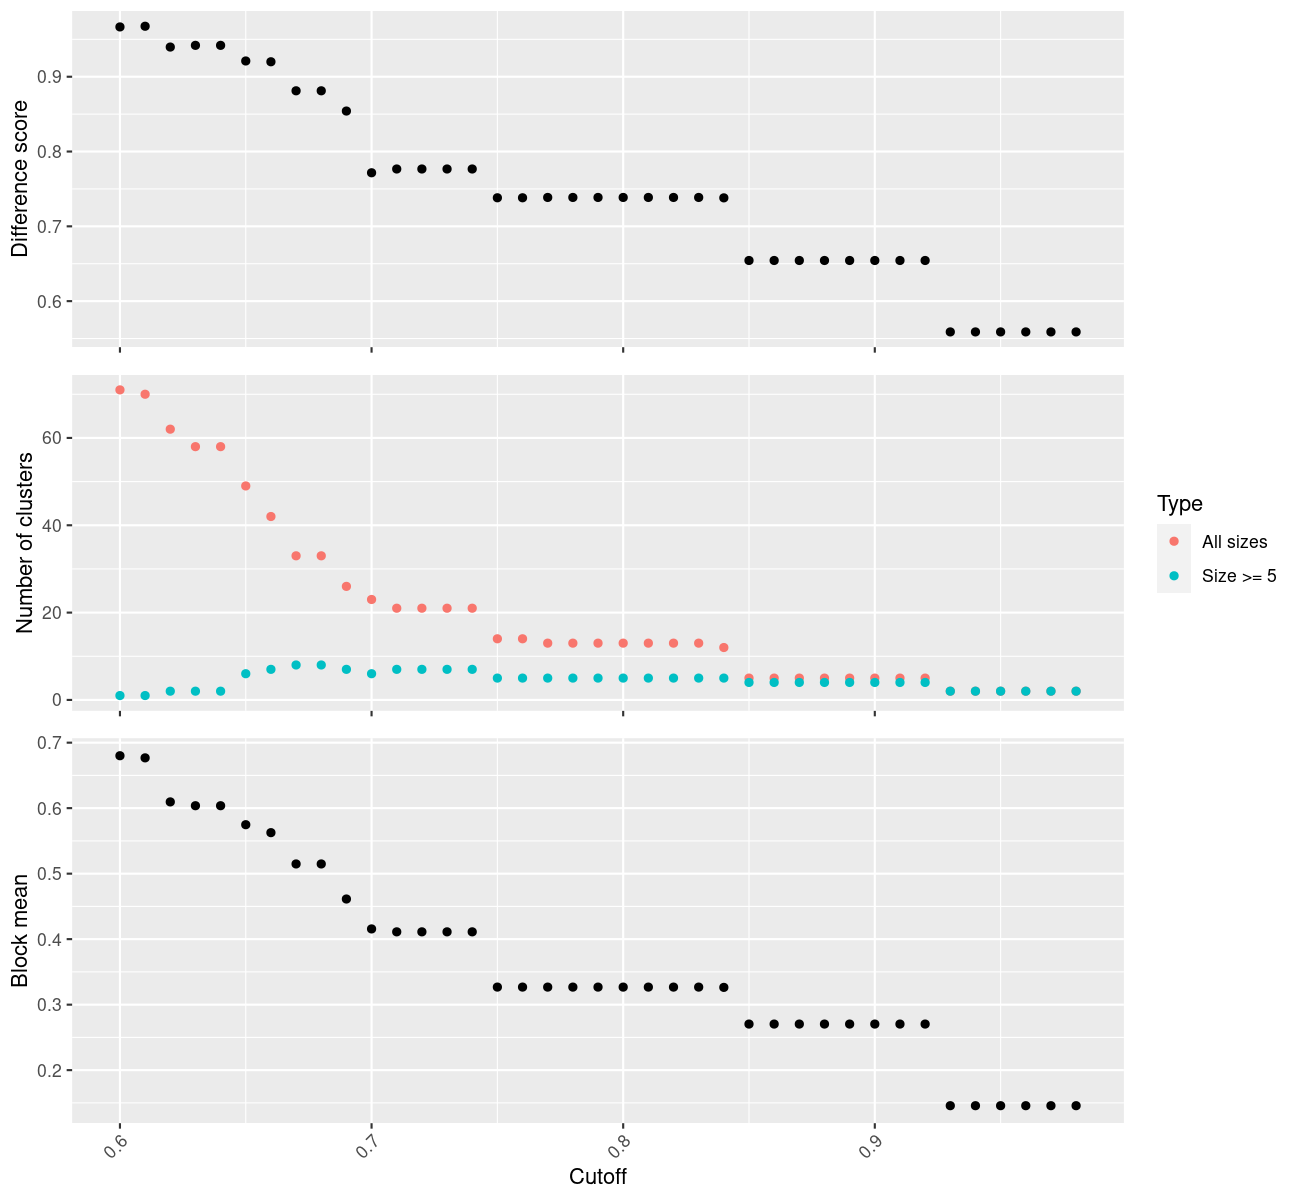 Difference score
0.9
0.8
0.7
0.6
Number of clusters
60
40
20
0
Type
All sizes
Size >= 5
Block mean
0.7
0.6
0.5
0.4
0.3
0.2
0.6
0.7
0.8
0.9
Cutoff